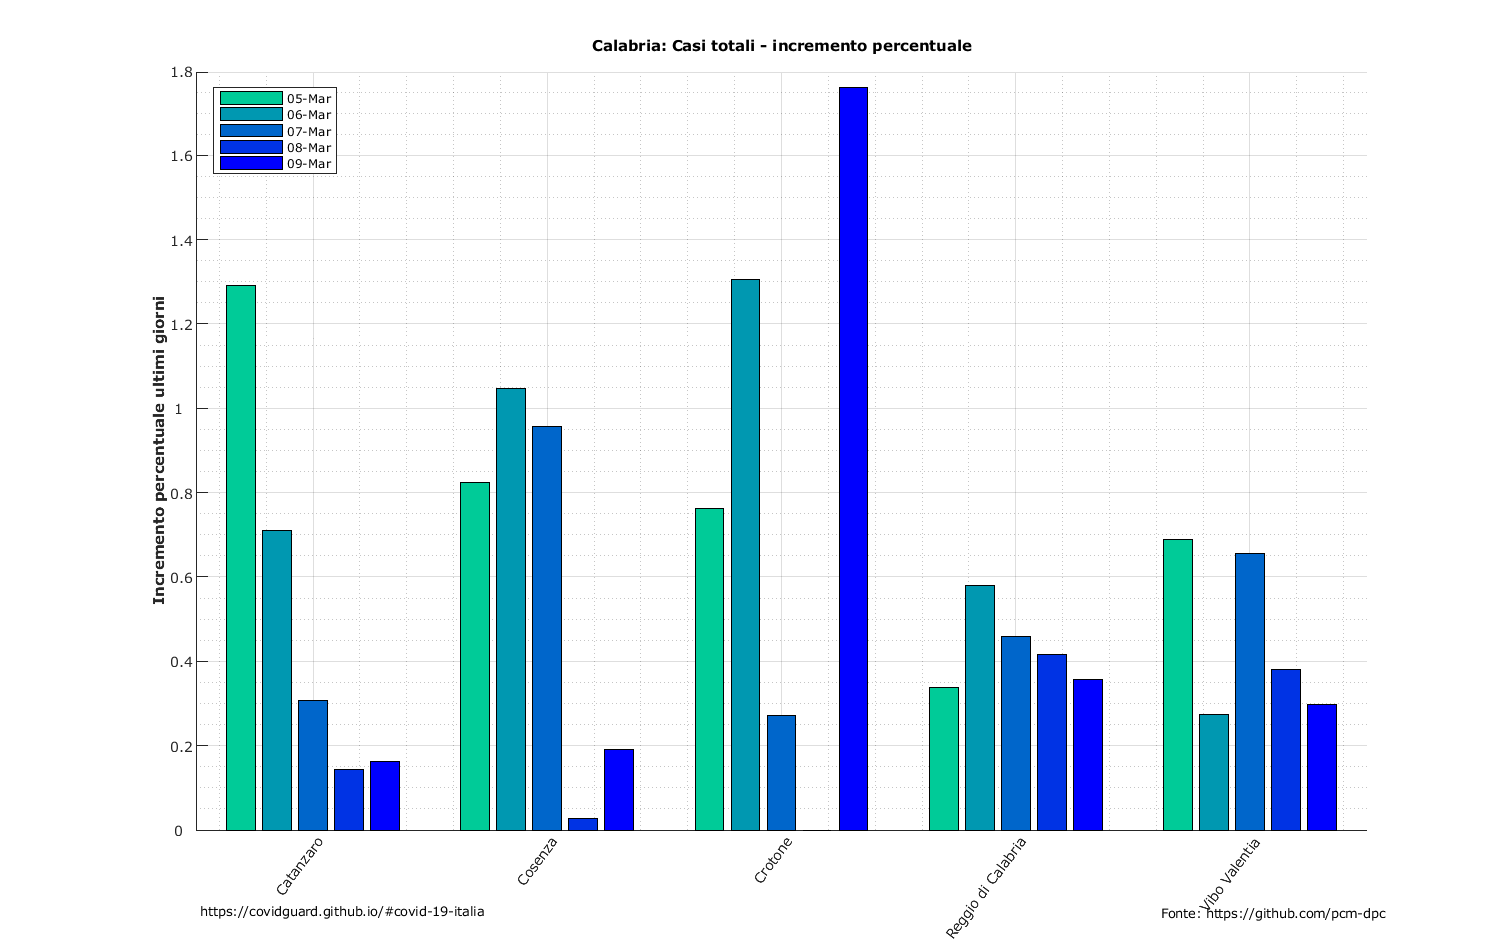 Calabria: Casi totali - incremento percentuale
Incremento percentuale ultimi giorni
1.8
1.6
1.4
1.2
1
0.8
0.6
0.4
0.2
0
05-Mar
06-Mar
07-Mar
08-Mar
09-Mar
Catanzaro
Cosenza
Crotone
Reggio di Calabria
Vibo Valentia
https://covidguard.github.io/#covid-19-italia
Fonte: https://github.com/pcm-dpc